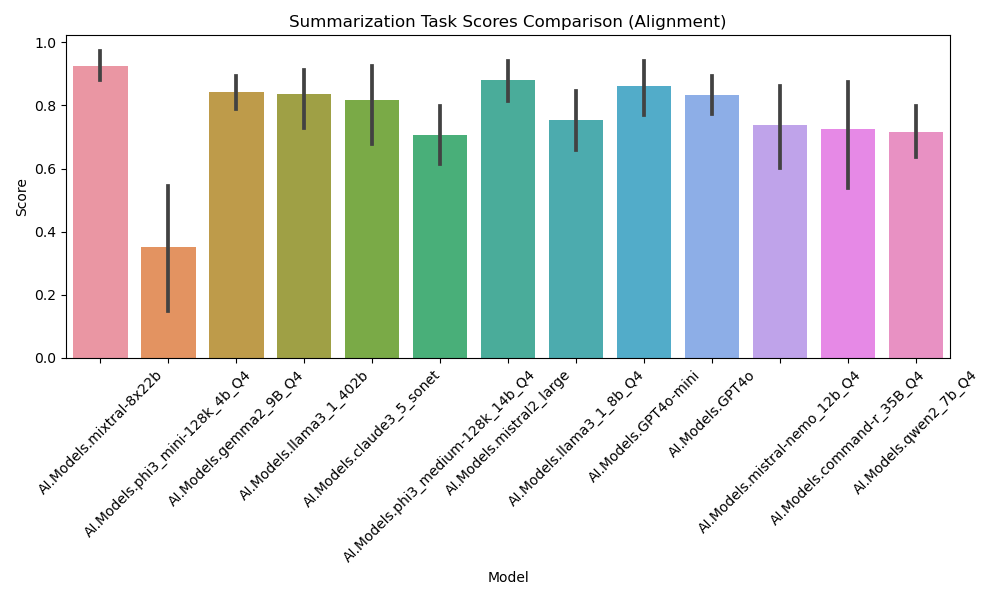 Summarization Task Scores Comparison (Alignment)
1.0
0.8
0.6
0.4
0.2
0.0
Score
AI.Models.mixtral-8x22b
AI.Models.phi3_mini-128k_4b_Q4
AI.Models.gemma2_9B_Q4
AI.Models.llama3_1_402b
AI.Models.claude3_5_sonet
AI.Models.phi3_medium-128k_14b_Q4
AI.Models.mistral2_large
AI.Models.llama3_1_8b_Q4
AI.Models.GPT4o-mini
AI.Models.GPT4o
AI.Models.mistral-nemo_12b_Q4
AI.Models.command-r_35B_Q4
AI.Models.qwen2_7b_Q4
Model